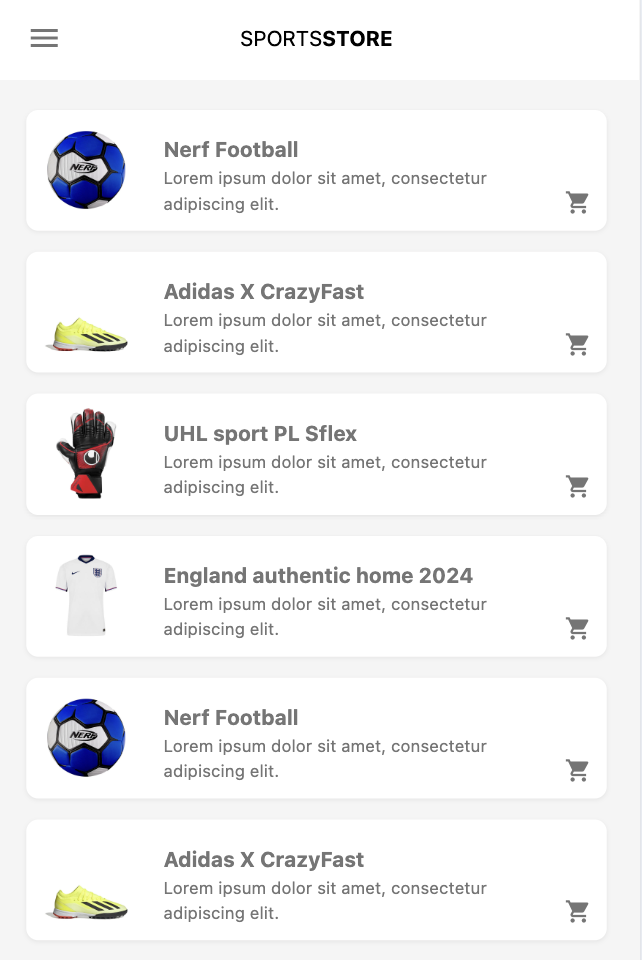 SPORTSSTORE
Nerf Football
Lorem ipsum dolor sit amet, consectetur
adipiscing elit.
NERF
Adidas X CrazyFast
Lorem ipsum dolor sit amet, consectetur
adipiscing elit.
UHL sport PL Sflex
Lorem ipsum dolor sit amet, consectetur
adipiscing elit.
England authentic home 2024
Lorem ipsum dolor sit amet, consectetur
adipiscing elit.
Nerf Football
Lorem ipsum dolor sit amet, consectetur
adipiscing elit.
NERF
Adidas X CrazyFast
Lorem ipsum dolor sit amet, consectetur
adipiscing elit.